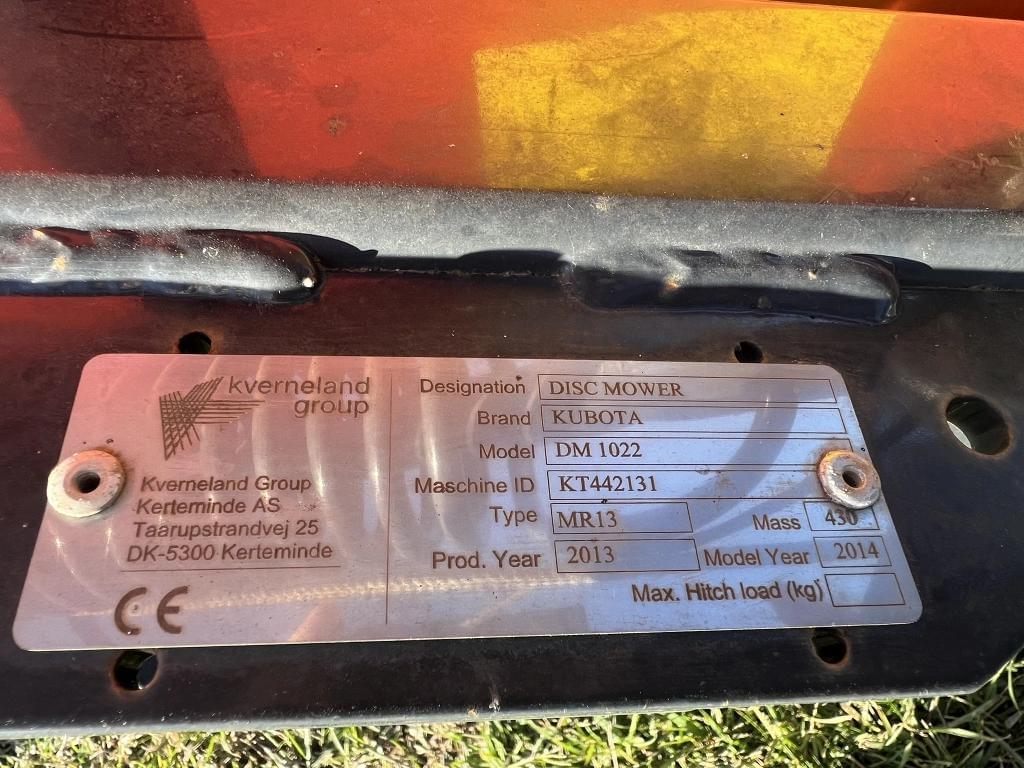 kverneland
group
Kverneland Group
Kerteminde AS
Taarupstrandvej 25
DK-5300 Kerteminde
CE
Designation DISC MOWER
Brand KUBOTA
Model DM 1022
Maschine ID KT442131
Type MR13 Mass 430
Prod. Year 2013 Model Year 2014
Max. Hitch load (kg)